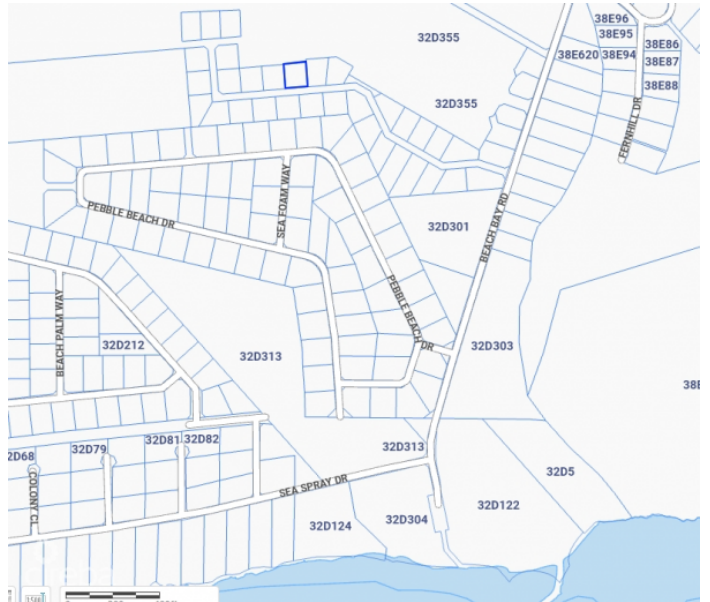 38E96
32D355
38E95
38E86
38E620
38E94
38E87
38E88
32D355
FERNHILL DR
SEA FOAM WAY
PEBBLE BEACH DR
32D301
BEACH BAY RD
PEBBLE BEACH DR
BEACH PALM WAY
32D212
32D313
32D303
32D81
32D82
32D79
32D313
2D68
32D5
COLONY CL
SEA SPRAY DR
32D122
32D304
32D124